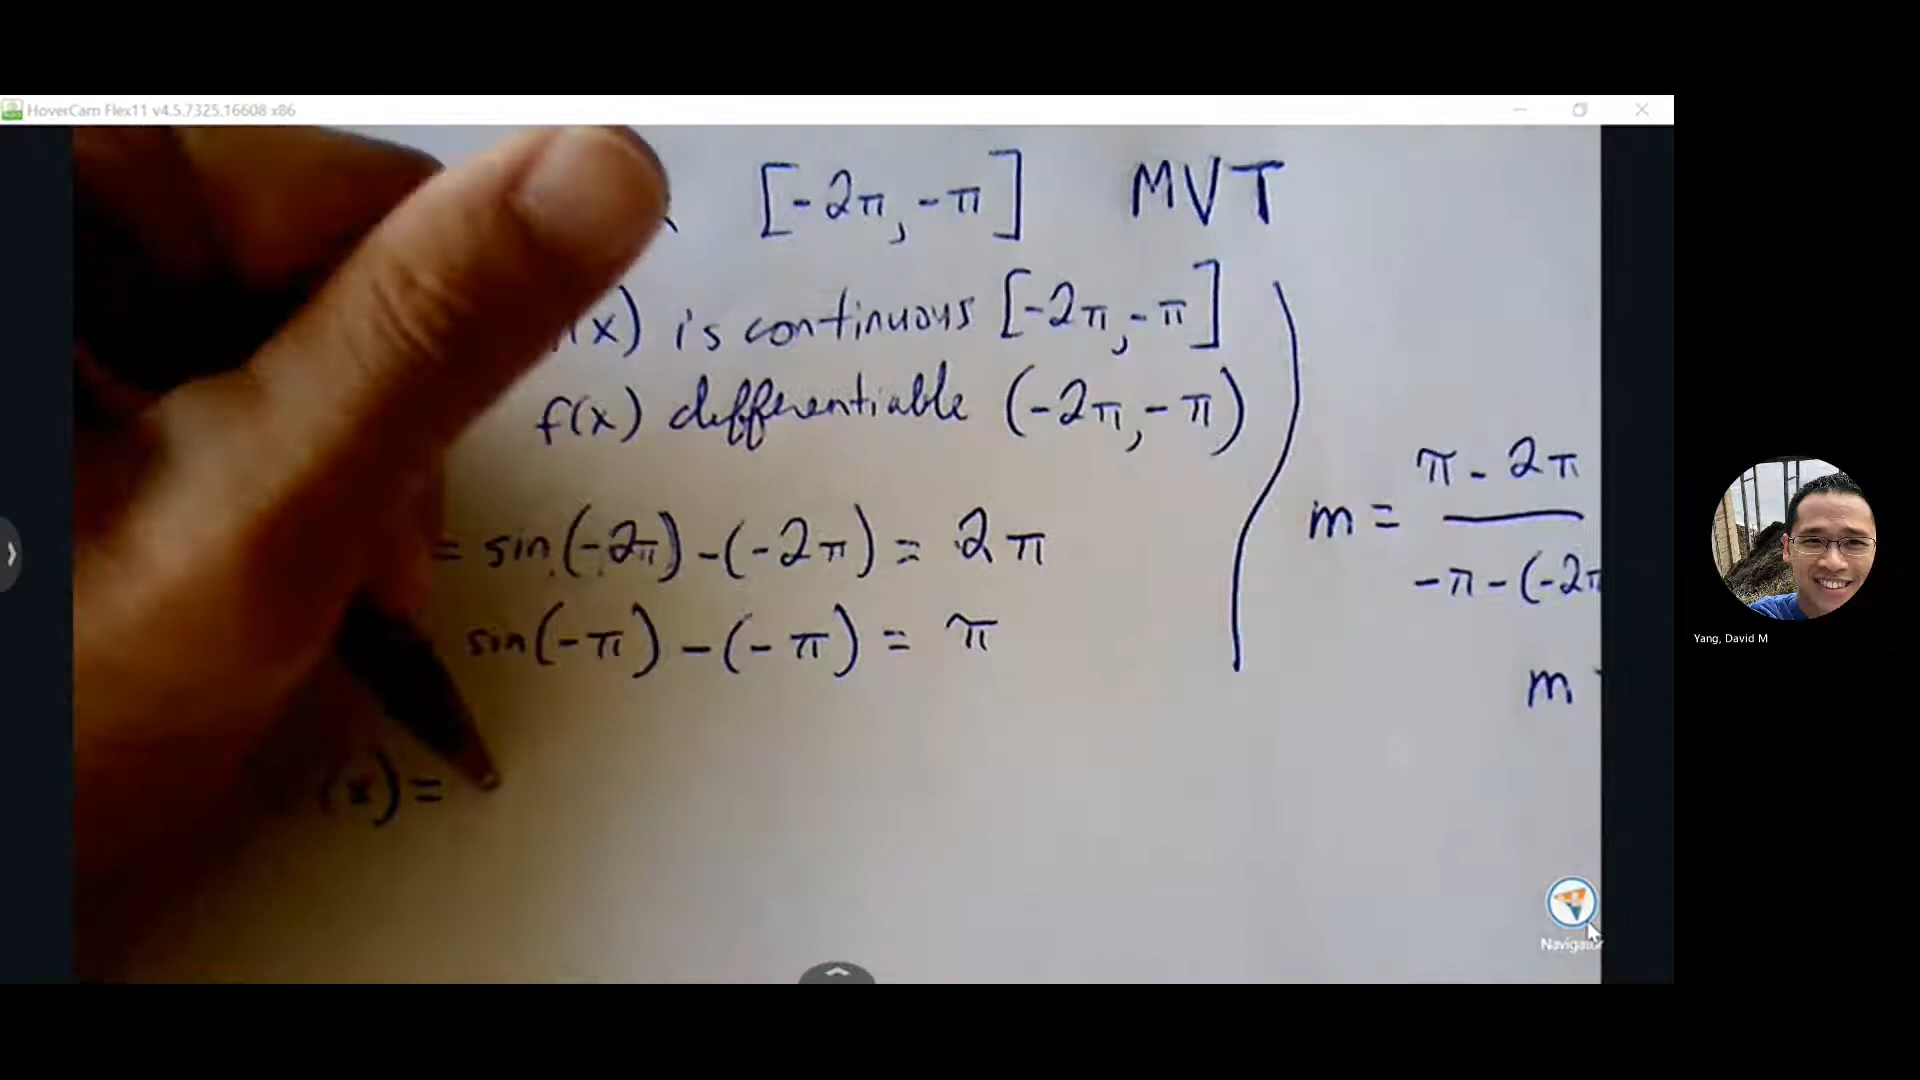 HoverCam Flex11 v4.5.7325.16608 x86
[-2π, -π] MVT
(x) is continuous [-2π, -π]
f(x) differentiable (-2π, -π)
= sin(-2π) - (-2π) = 2π
sin(-π) - (-π) = π
(x) =
π - 2π
m =
-π - (-2π
m
Yang, David M
Navigator